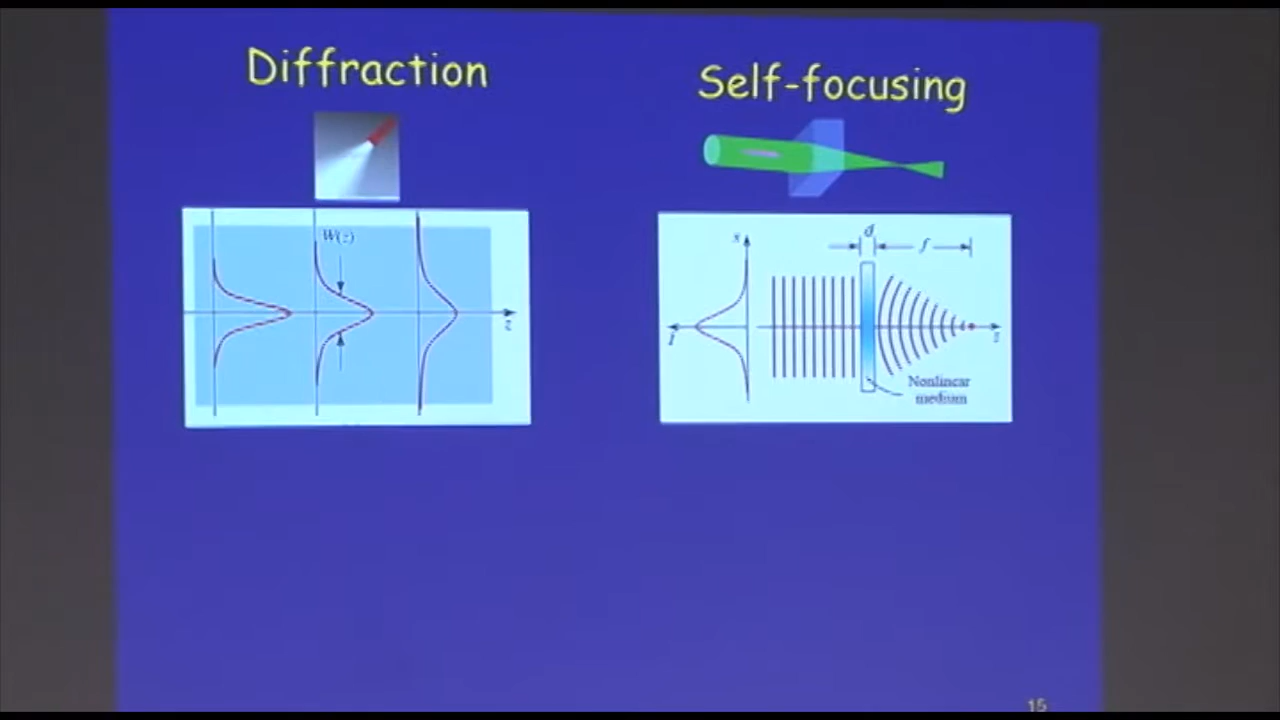 Diffraction
Self-focusing
W(z)
z
x
d
f
I
z
Nonlinear
medium
15